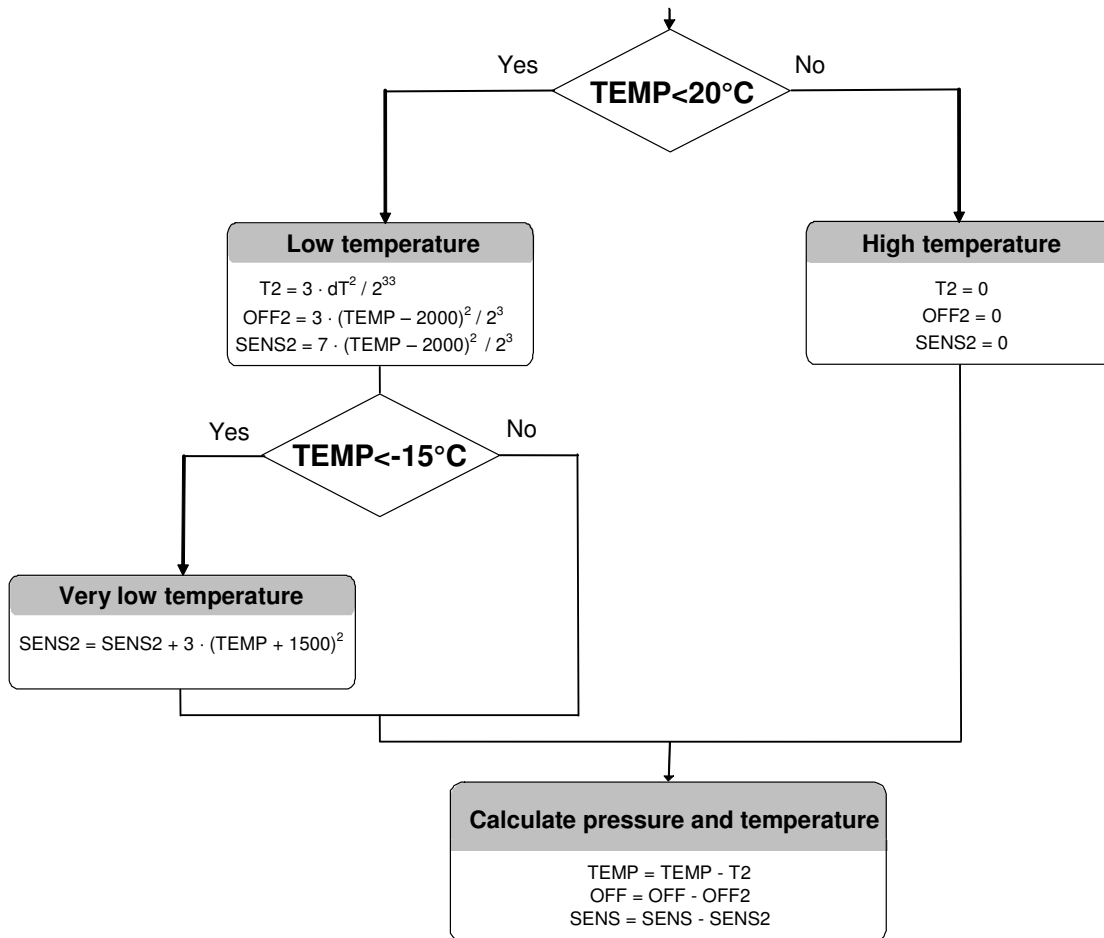 Yes
No
TEMP<20°C
Low temperature
T2 = 3 · dT² / 2³³
OFF2 = 3 · (TEMP – 2000)² / 2³
SENS2 = 7 · (TEMP – 2000)² / 2³
High temperature
T2 = 0
OFF2 = 0
SENS2 = 0
Yes
No
TEMP<-15°C
Very low temperature
SENS2 = SENS2 + 3 · (TEMP + 1500)²
Calculate pressure and temperature
TEMP = TEMP - T2
OFF = OFF - OFF2
SENS = SENS - SENS2